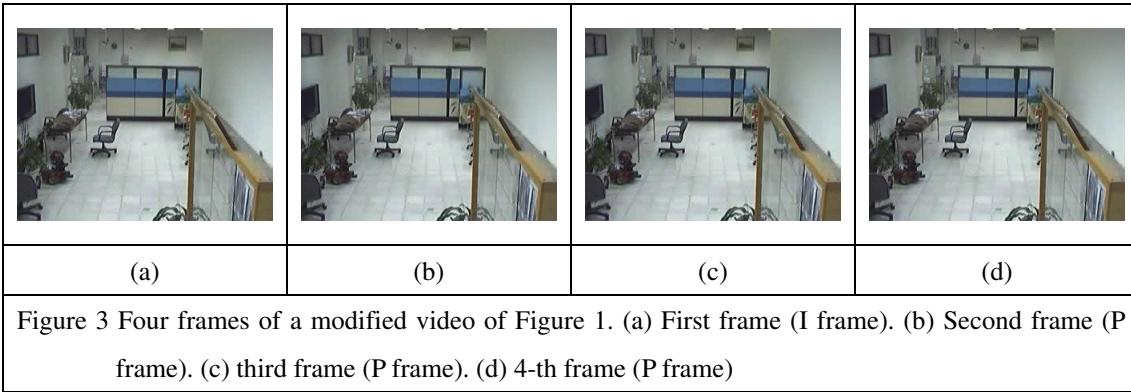 (a) (b) (c) (d)
Figure 3 Four frames of a modified video of Figure 1. (a) First frame (I frame). (b) Second frame (P
frame). (c) third frame (P frame). (d) 4-th frame (P frame)